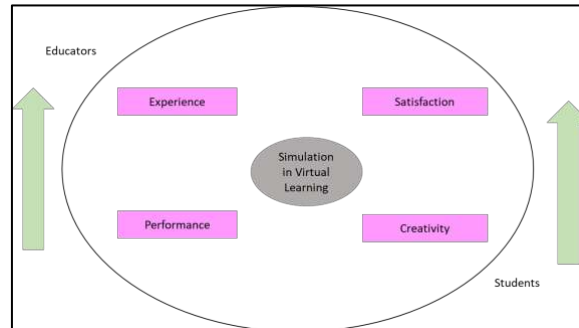 Educators
Experience
Satisfaction
Simulation
in Virtual
Learning
Performance
Creativity
Students